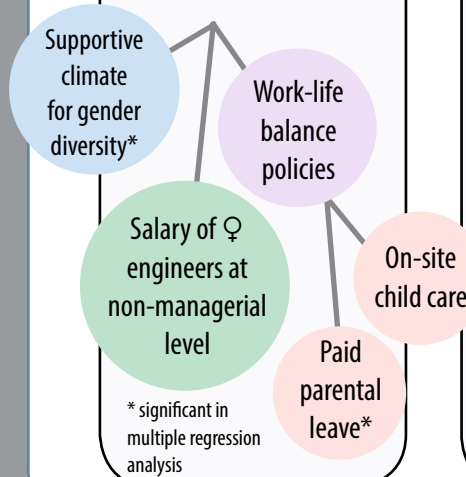 Supportive
climate
for gender
diversity*
Work-life
balance
policies
Salary of ♀
engineers at
non-managerial
level
On-site
child care
Paid
parental
leave*
* significant in
multiple regression
analysis